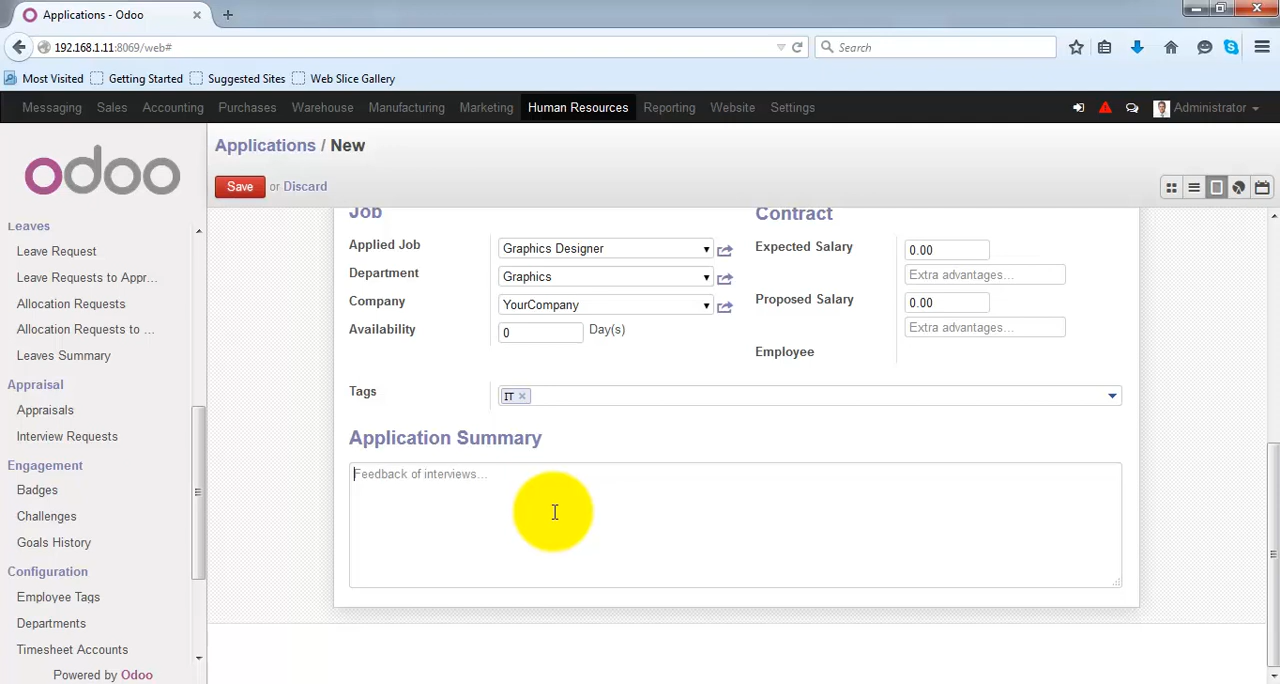 Applications - Odoo
192.168.1.11:8069/web#
Search
Most Visited Getting Started Suggested Sites Web Slice Gallery
Messaging Sales Accounting Purchases Warehouse Manufacturing Marketing Human Resources Reporting Website Settings Administrator
odoo
Applications / New
Save or Discard
Leaves
Leave Request
Leave Requests to Appr...
Allocation Requests
Allocation Requests to ...
Leaves Summary
Appraisal
Appraisals
Interview Requests
Engagement
Badges
Challenges
Goals History
Configuration
Employee Tags
Departments
Timesheet Accounts
Powered by Odoo
Job
Applied Job Graphics Designer
Department Graphics
Company YourCompany
Availability 0 Day(s)
Contract
Expected Salary 0.00
Extra advantages...
Proposed Salary 0.00
Extra advantages...
Employee
Tags IT
Application Summary
Feedback of interviews...